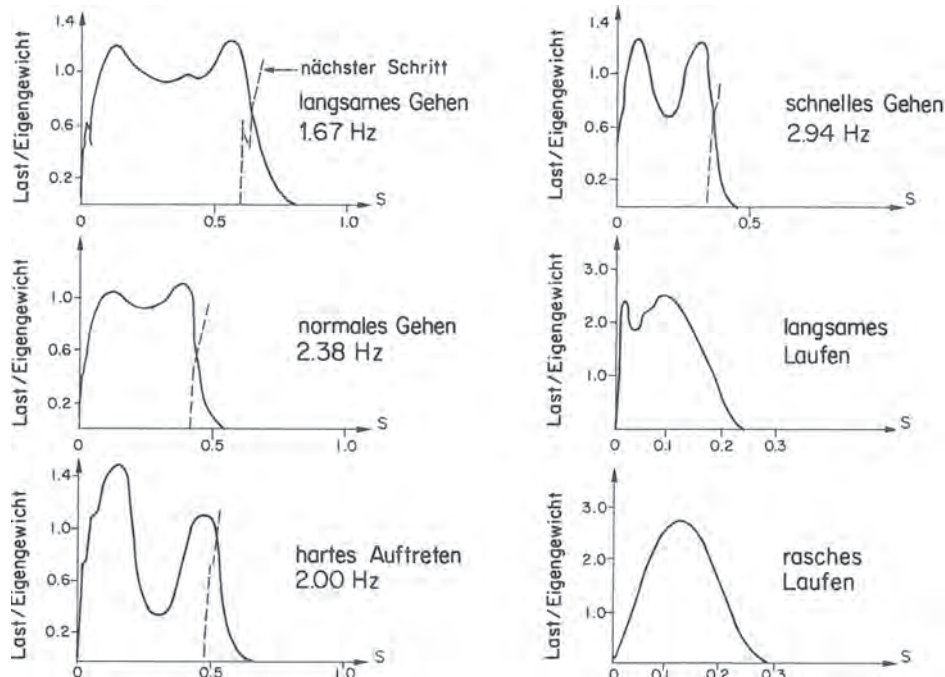 Last/Eigengewicht
1.4
1.0
0.6
0.2
0
0.5
1.0
S
nächster Schritt
langsames Gehen
1.67 Hz
Last/Eigengewicht
1.4
1.0
0.6
0.2
0
0.5
S
schnelles Gehen
2.94 Hz
Last/Eigengewicht
1.0
0.6
0.2
0
0.5
1.0
S
normales Gehen
2.38 Hz
Last/Eigengewicht
3.0
2.0
1.0
0
0.1
0.2
0.3
S
langsames
Laufen
Last/Eigengewicht
1.4
1.0
0.6
0.2
0
0.5
1.0
S
hartes Auftreten
2.00 Hz
Last/Eigengewicht
3.0
2.0
1.0
0
0.1
0.2
0.3
S
rasches
Laufen